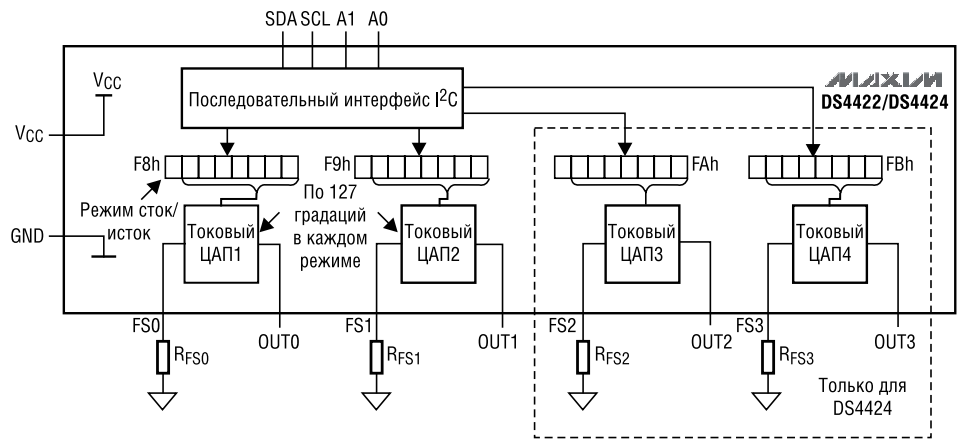 SDA SCL A1 A0
VCC
VCC
GND
Последовательный интерфейс I²C
MAXIM
DS4422/DS4424
F8h
F9h
FAh
FBh
Режим сток/
исток
По 127
градаций
в каждом
режиме
Токовый
ЦАП1
Токовый
ЦАП2
Токовый
ЦАП3
Токовый
ЦАП4
FS0
OUT0
FS1
OUT1
FS2
OUT2
FS3
OUT3
RFS0
RFS1
RFS2
RFS3
Только для
DS4424